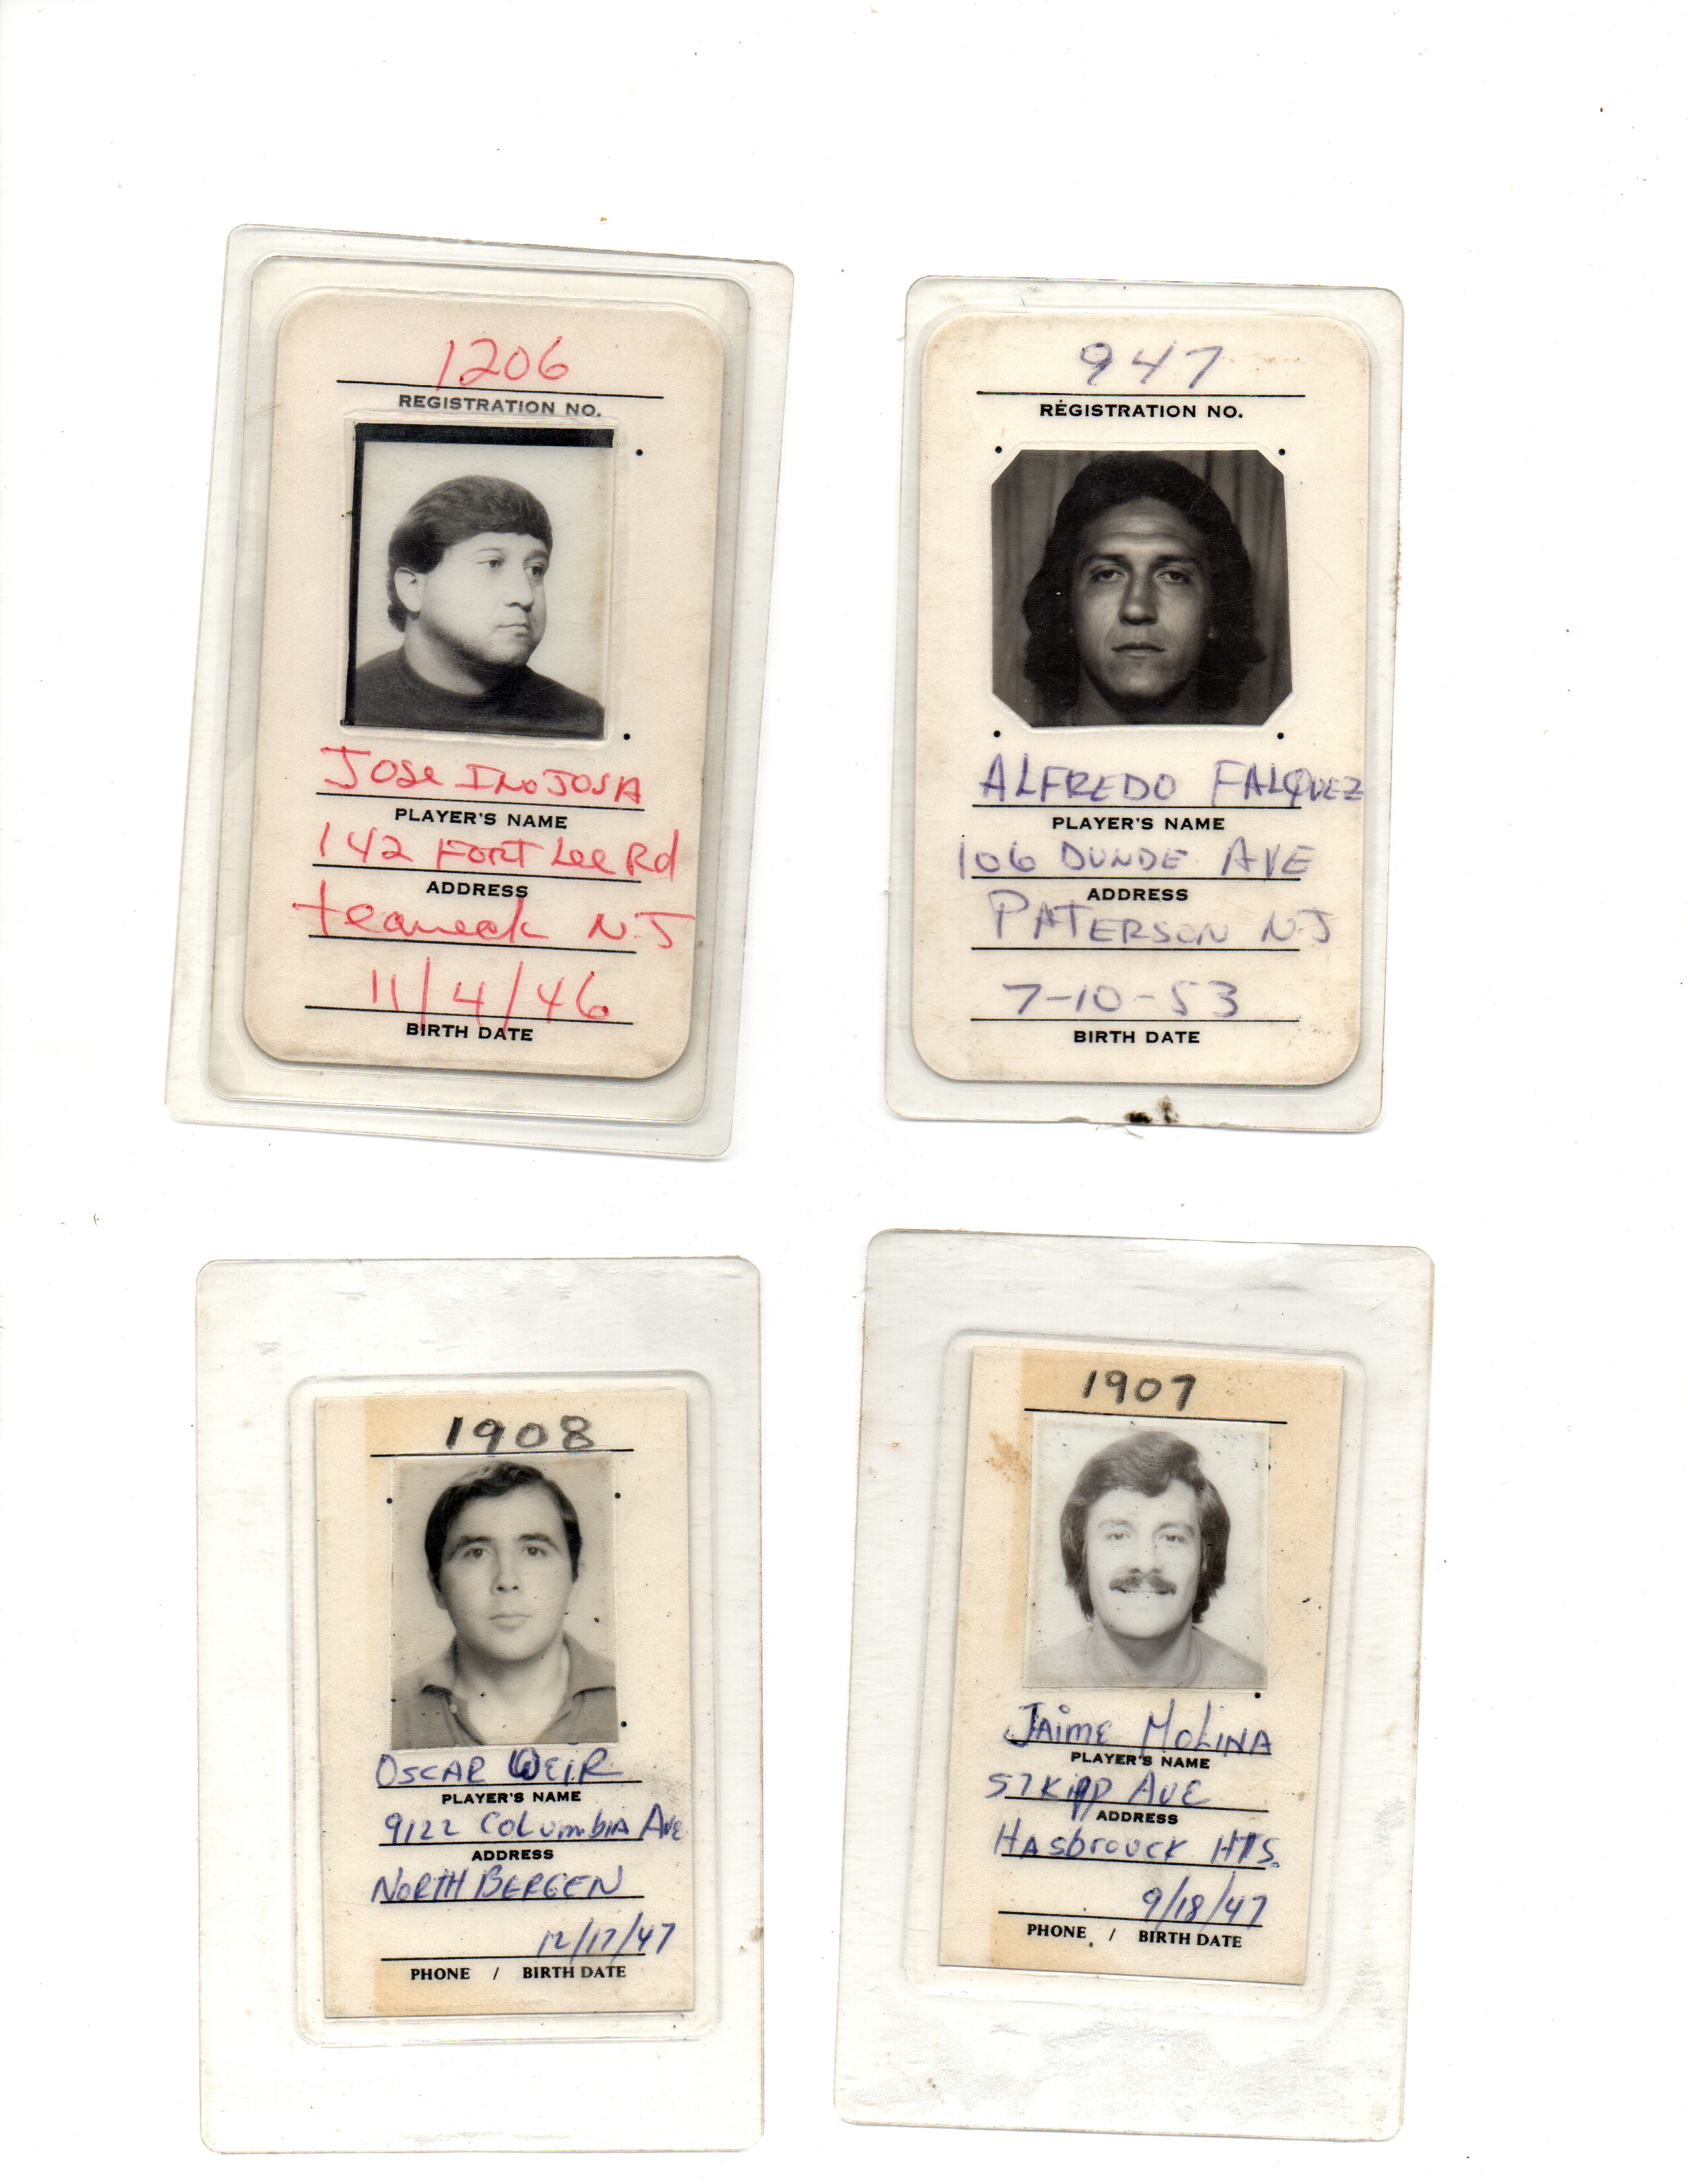 1206
REGISTRATION NO.
Jose InoJosA
PLAYER'S NAME
142 Fort Lee Rd
ADDRESS
teaneck N.J
11/4/46
BIRTH DATE
947
REGISTRATION NO.
ALFREDO FALQUEZ
PLAYER'S NAME
106 DUNDE AVE
ADDRESS
PATERSON NJ
7-10-53
BIRTH DATE
1908
OSCAR WEIR
PLAYER'S NAME
9122 COLumbiA Ave
ADDRESS
NORTH BERGEN
12/17/47
PHONE / BIRTH DATE
1907
JAime MOLINA
PLAYER'S NAME
57 Kipp AvE
ADDRESS
HAsbrouck HTS.
9/18/47
PHONE / BIRTH DATE